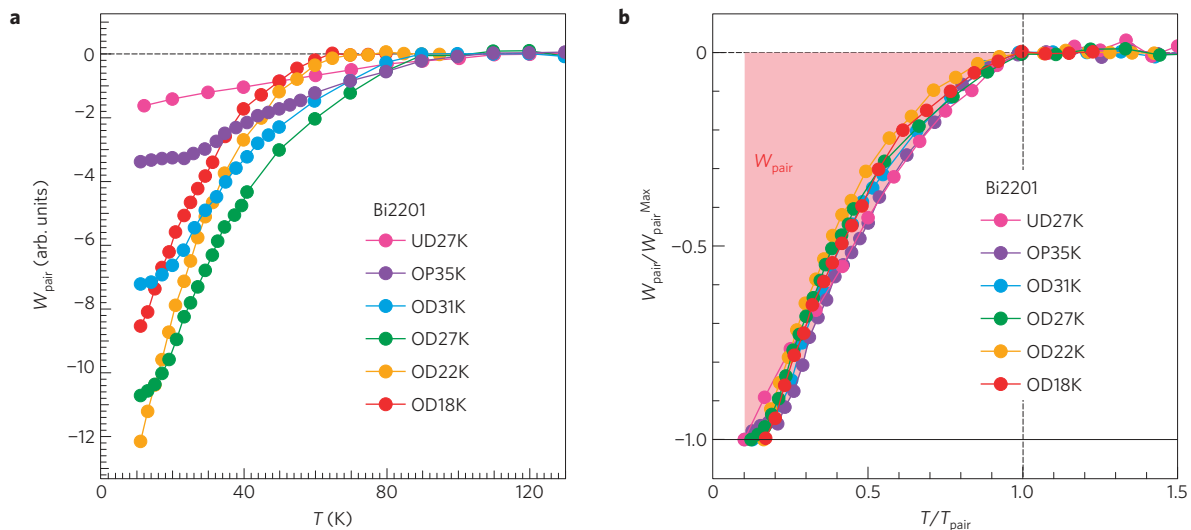 a
W_pair (arb. units)
0
−2
−4
−6
−8
−10
−12
0
40
80
120
T (K)
Bi2201
UD27K
OP35K
OD31K
OD27K
OD22K
OD18K
b
W_pair/W_pair^Max
0
−0.5
−1.0
0
0.5
1.0
1.5
T/T_pair
W_pair
Bi2201
UD27K
OP35K
OD31K
OD27K
OD22K
OD18K